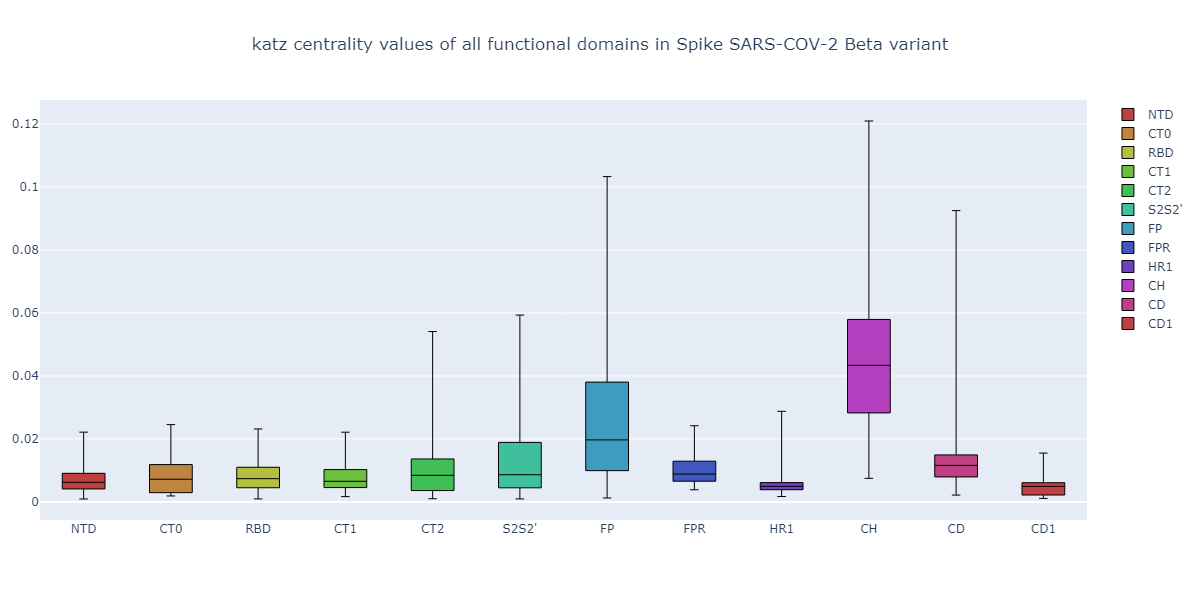 katz centrality values of all functional domains in Spike SARS-COV-2 Beta variant
0.12
0.1
0.08
0.06
0.04
0.02
0
NTD CT0 RBD CT1 CT2 S2S2' FP FPR HR1 CH CD CD1
NTD
CT0
RBD
CT1
CT2
S2S2'
FP
FPR
HR1
CH
CD
CD1